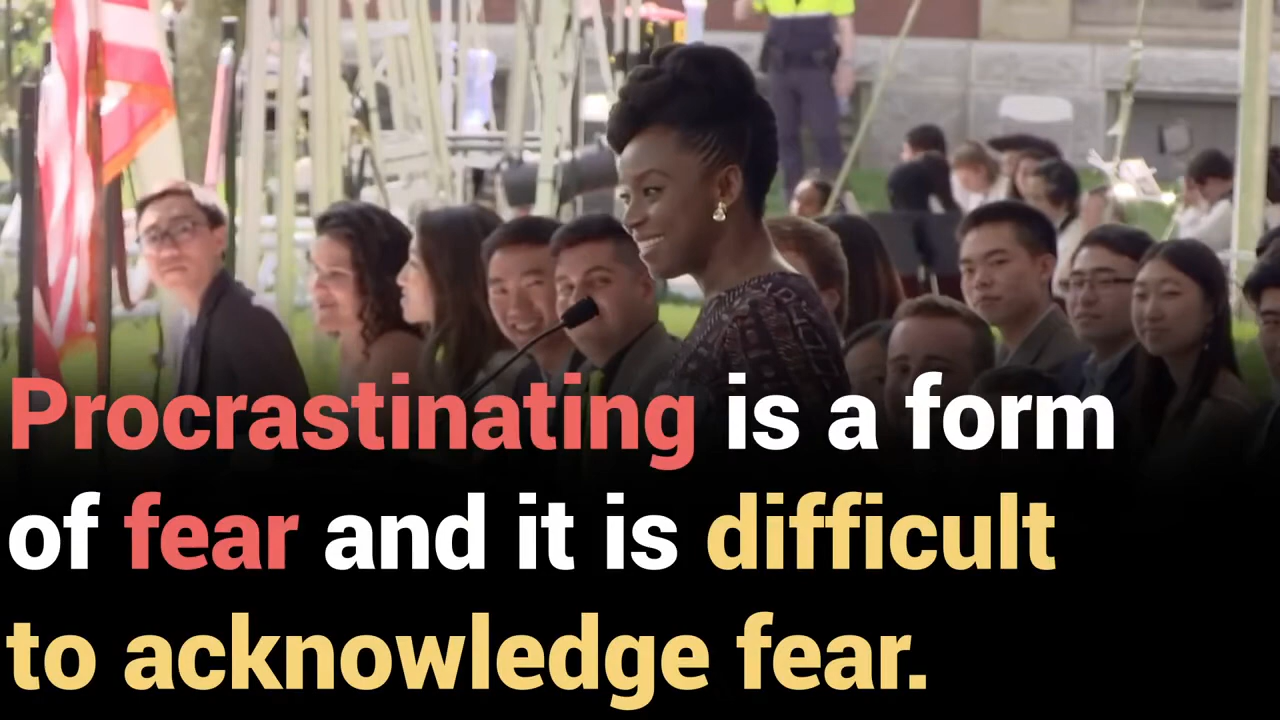 Procrastinating is a form
of fear and it is difficult
to acknowledge fear.